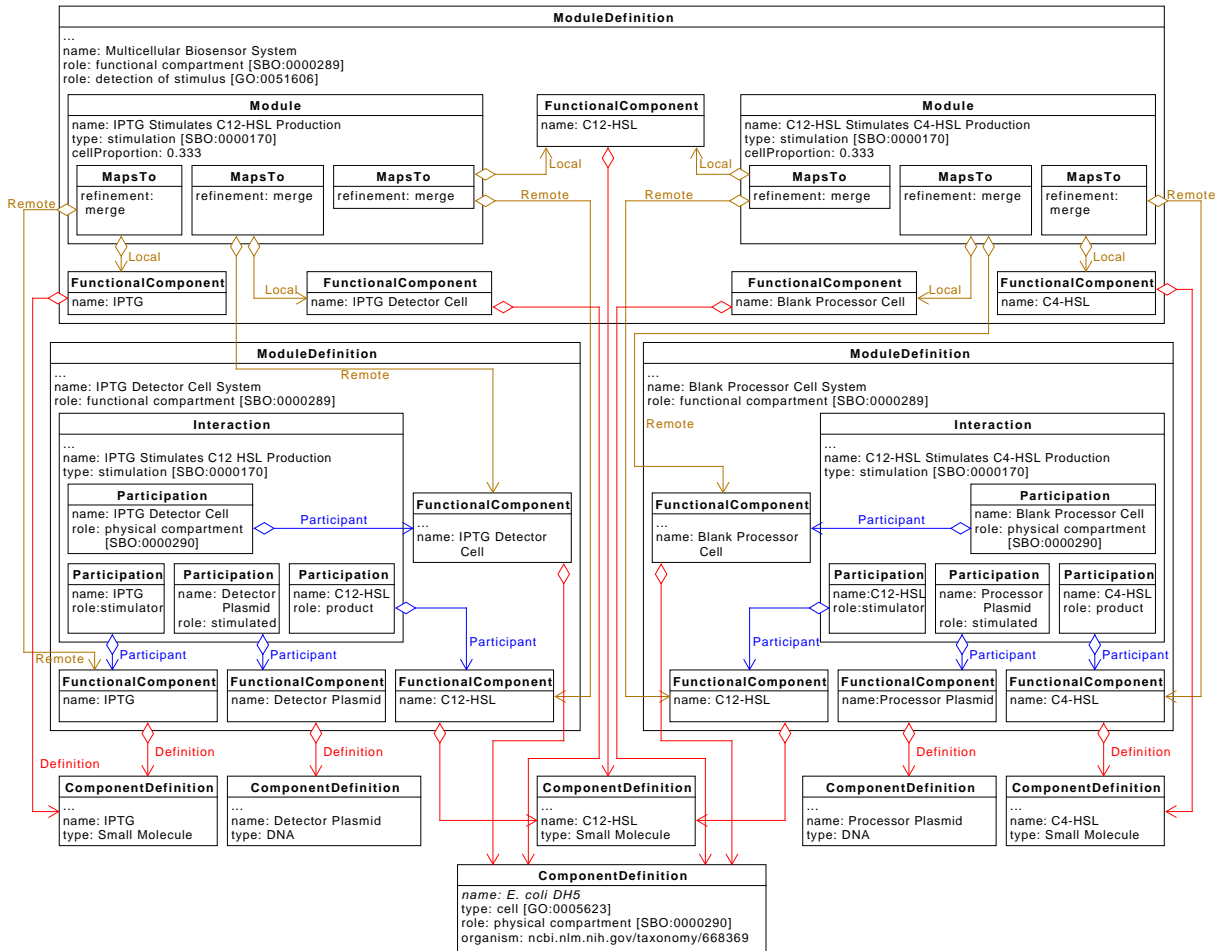 ModuleDefinition
...
name: Multicellular Biosensor System
role: functional compartment [SBO:0000289]
role: detection of stimulus [GO:0051606]
Module
name: IPTG Stimulates C12-HSL Production
type: stimulation [SBO:0000170]
cellProportion: 0.333
MapsTo
refinement:
merge
MapsTo
refinement: merge
MapsTo
refinement: merge
FunctionalComponent
name: C12-HSL
Module
name: C12-HSL Stimulates C4-HSL Production
type: stimulation [SBO:0000170]
cellProportion: 0.333
MapsTo
refinement: merge
MapsTo
refinement: merge
MapsTo
refinement:
merge
Local
Local
Remote
Remote
Remote
Remote
Local
Local
Local
Local
FunctionalComponent
name: IPTG
FunctionalComponent
name: IPTG Detector Cell
FunctionalComponent
name: Blank Processor Cell
FunctionalComponent
name: C4-HSL
ModuleDefinition
...
name: IPTG Detector Cell System
role: functional compartment [SBO:0000289]
Remote
Interaction
...
name: IPTG Stimulates C12 HSL Production
type: stimulation [SBO:0000170]
Participation
name: IPTG Detector Cell
role: physical compartment
[SBO:0000290]
Participant
FunctionalComponent
...
name: IPTG Detector
Cell
Participation
name: IPTG
role:stimulator
Participation
name: Detector
Plasmid
role: stimulated
Participation
name: C12-HSL
role: product
Remote
Participant
Participant
Participant
FunctionalComponent
name: IPTG
FunctionalComponent
name: Detector Plasmid
FunctionalComponent
name: C12-HSL
ModuleDefinition
...
name: Blank Processor Cell System
role: functional compartment [SBO:0000289]
Remote
Interaction
...
name: C12-HSL Stimulates C4-HSL Production
type: stimulation [SBO:0000170]
FunctionalComponent
...
name: Blank Processor
Cell
Participant
Participation
name: Blank Processor Cell
role: physical compartment
[SBO:0000290]
Participation
name:C12-HSL
role:stimulator
Participation
name: Processor
Plasmid
role: stimulated
Participation
name: C4-HSL
role: product
Participant
Participant
Participant
FunctionalComponent
name: C12-HSL
FunctionalComponent
name:Processor Plasmid
FunctionalComponent
name: C4-HSL
Definition
Definition
Definition
Definition
Definition
ComponentDefinition
...
name: IPTG
type: Small Molecule
ComponentDefinition
...
name: Detector Plasmid
type: DNA
ComponentDefinition
...
name: C12-HSL
type: Small Molecule
ComponentDefinition
...
name: Processor Plasmid
type: DNA
ComponentDefinition
...
name: C4-HSL
type: Small Molecule
ComponentDefinition
name: E. coli DH5
type: cell [GO:0005623]
role: physical compartment [SBO:0000290]
organism: ncbi.nlm.nih.gov/taxonomy/668369